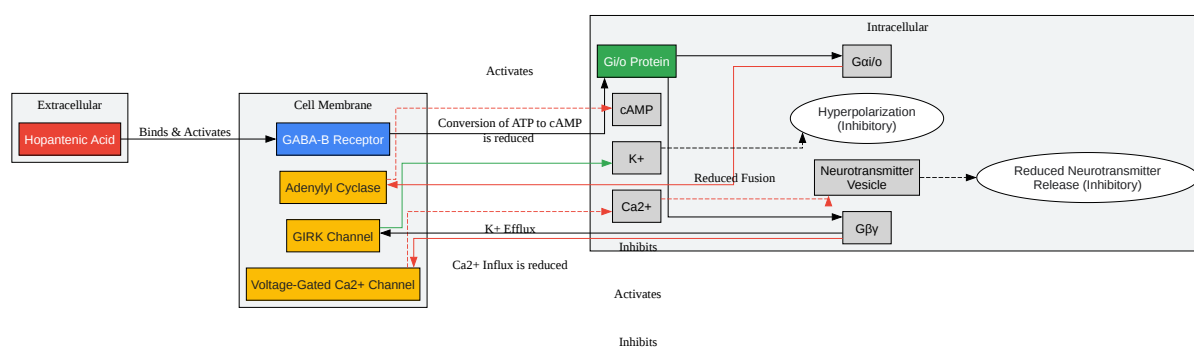 Intracellular
Gi/o Protein
Gαi/o
Activates
Extracellular
Cell Membrane
cAMP
Hyperpolarization
(Inhibitory)
Hopantenic Acid
Binds & Activates
GABA-B Receptor
Conversion of ATP to cAMP
is reduced
K+
Adenylyl Cyclase
Reduced Fusion
Neurotransmitter
Vesicle
Reduced Neurotransmitter
Release (Inhibitory)
Ca2+
GIRK Channel
K+ Efflux
Gβγ
Inhibits
Voltage-Gated Ca2+ Channel
Ca2+ Influx is reduced
Activates
Inhibits